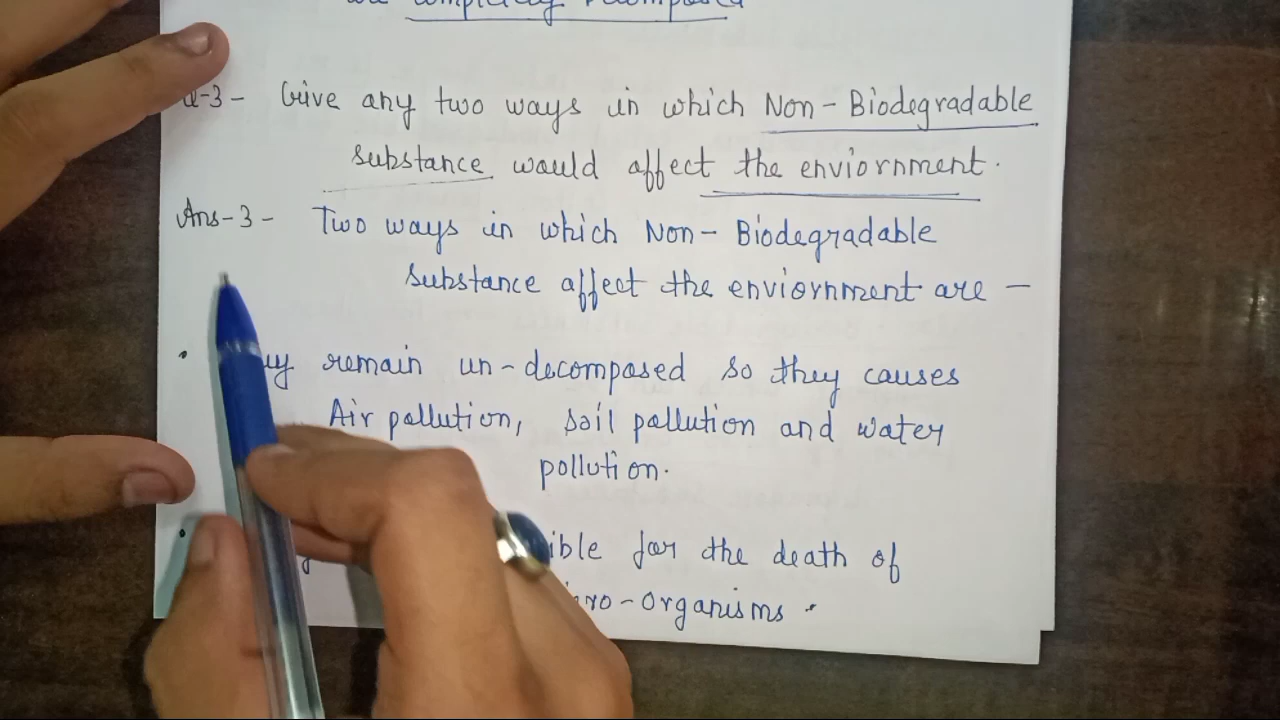 Q-3- Give any two ways in which Non-Biodegradable
substance would affect the enviornment.
Ans-3- Two ways in which Non-Biodegradable
substance affect the enviornment are -
• remain un-decomposed so they causes
Air pollution, soil pollution and water
pollution.
• for the death of
organisms.